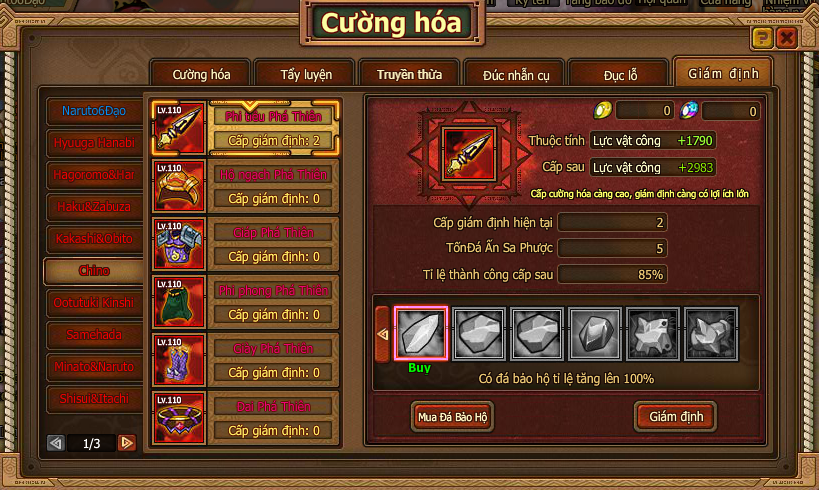 Cường hóa
Cường hóa
Tẩy luyện
Truyền thừa
Đúc nhẫn cụ
Đục lỗ
Giám định
Naruto6Đạo
Hyuuga Hanabi
Hagoromo&Har
Haku&Zabuza
Kakashi&Obito
Chino
Ootutuki Kinshi
Samehada
Minato&Naruto
Shisui&Itachi
1/3
Lv.110
Phi tiêu Phá Thiên
Cấp giám định: 2
Lv.110
Hộ ngạch Phá Thiên
Cấp giám định: 0
Lv.110
Giáp Phá Thiên
Cấp giám định: 0
Lv.110
Phi phong Phá Thiên
Cấp giám định: 0
Lv.110
Giày Phá Thiên
Cấp giám định: 0
Lv.110
Đai Phá Thiên
Cấp giám định: 0
0
0
Thuộc tính Lực vật công +1790
Cấp sau Lực vật công +2983
Cấp cường hóa càng cao, giám định càng có lợi ích lớn
Cấp giám định hiện tại 2
TốnĐá Ấn Sa Phược 5
Tỉ lệ thành công cấp sau 85%
Buy
Có đá bảo hộ tỉ lệ tăng lên 100%
Mua Đá Bảo Hộ
Giám định